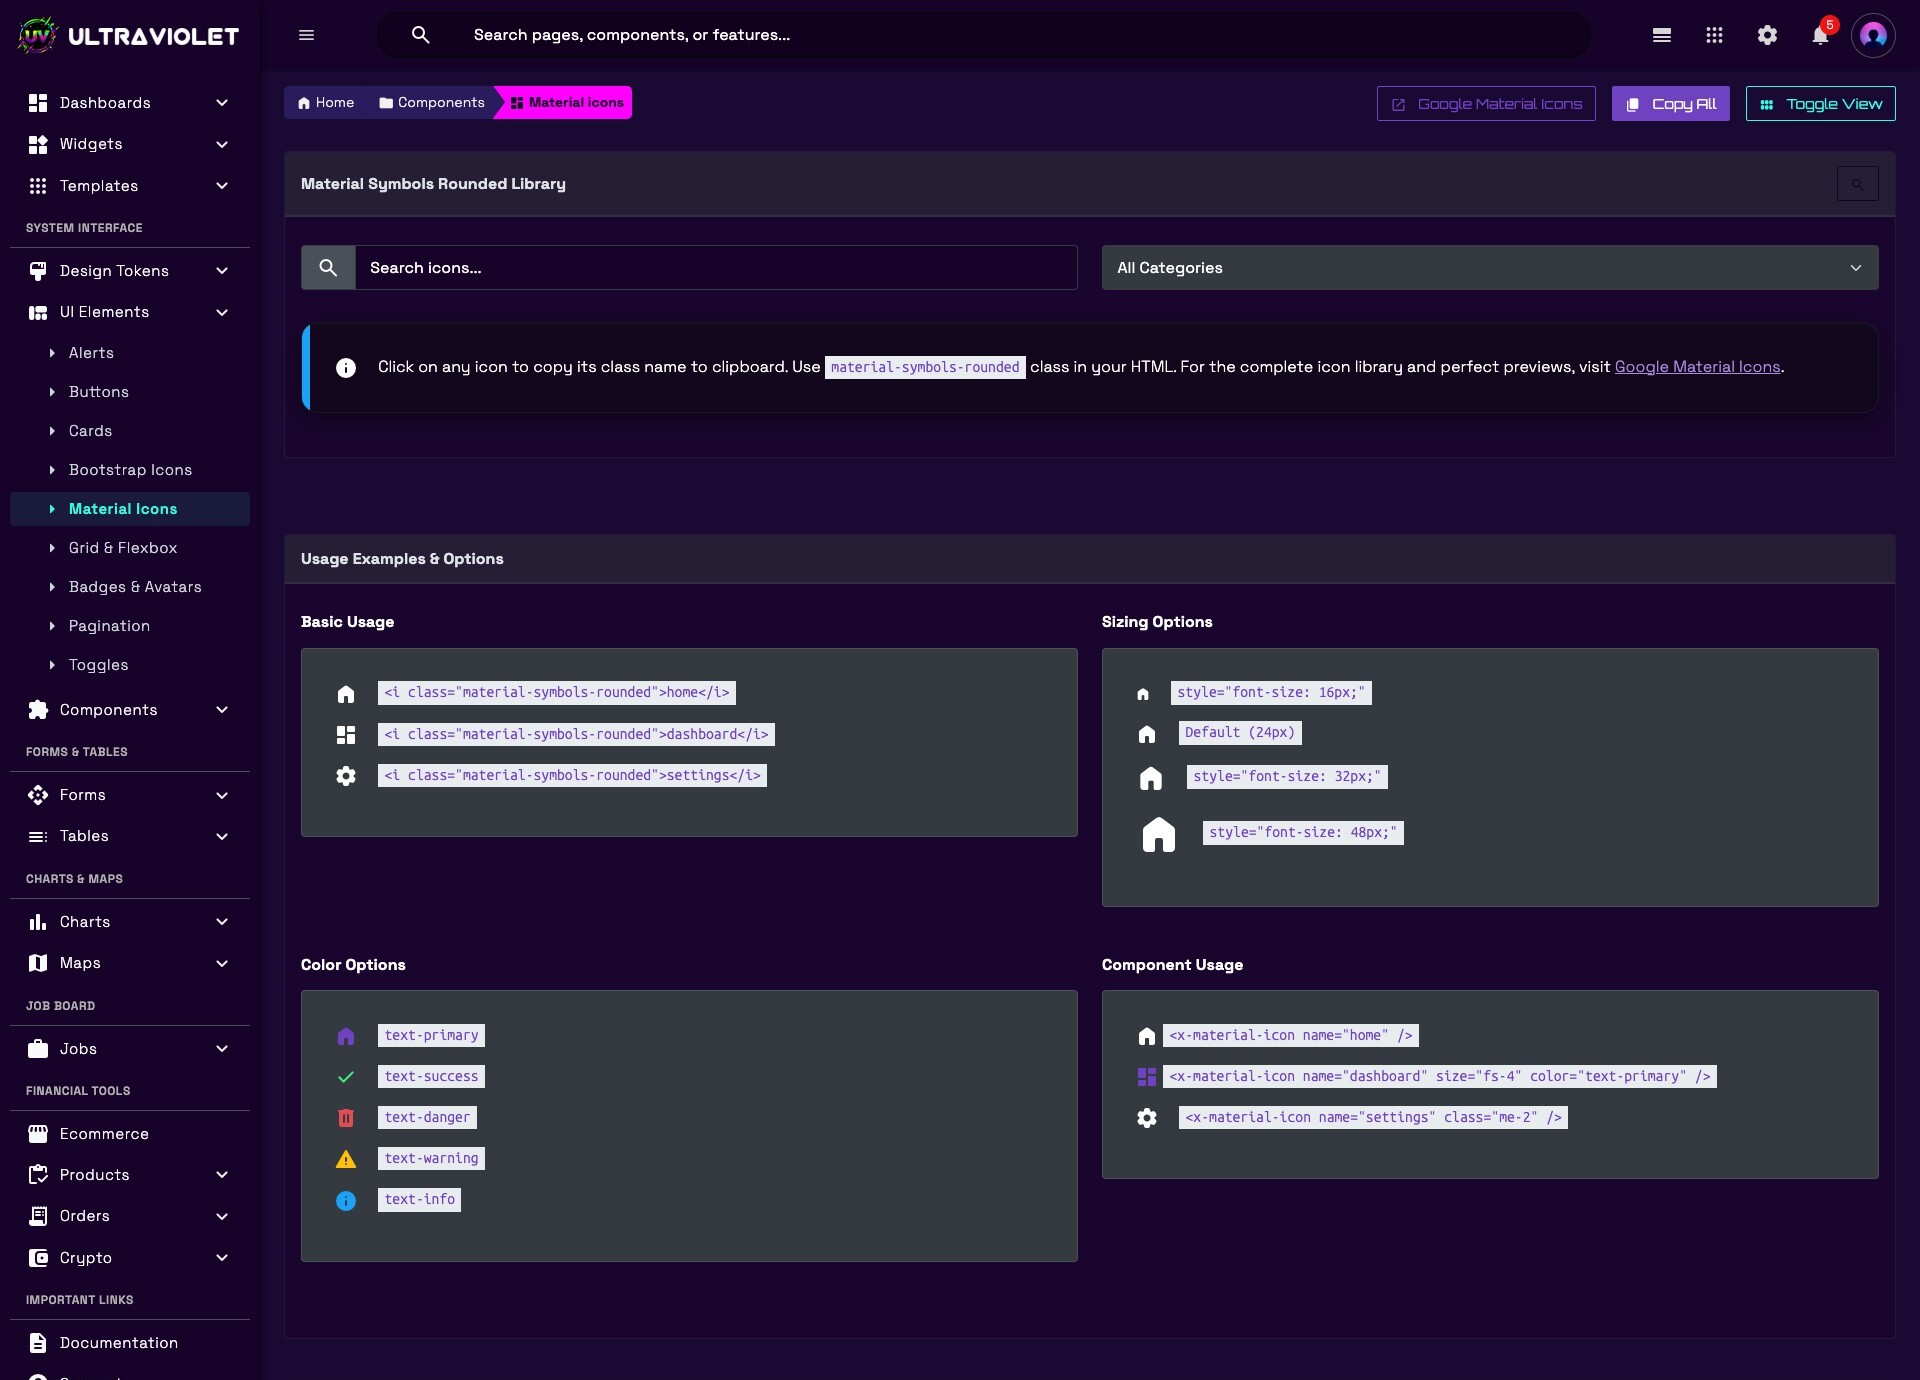 ULTRAVIOLET
Search pages, components, or features...
5
Dashboards
Widgets
Templates
SYSTEM INTERFACE
Design Tokens
UI Elements
Alerts
Buttons
Cards
Bootstrap Icons
Material Icons
Grid & Flexbox
Badges & Avatars
Pagination
Toggles
Components
FORMS & TABLES
Forms
Tables
CHARTS & MAPS
Charts
Maps
JOB BOARD
Jobs
FINANCIAL TOOLS
Ecommerce
Products
Orders
Crypto
IMPORTANT LINKS
Documentation
Home Components Material icons
Google Material Icons
Copy All
Toggle View
Material Symbols Rounded Library
Search icons...
All Categories
Click on any icon to copy its class name to clipboard. Use material-symbols-rounded class in your HTML. For the complete icon library and perfect previews, visit Google Material Icons.
Usage Examples & Options
Basic Usage
<i class="material-symbols-rounded">home</i>
<i class="material-symbols-rounded">dashboard</i>
<i class="material-symbols-rounded">settings</i>
Sizing Options
style="font-size: 16px;"
Default (24px)
style="font-size: 32px;"
style="font-size: 48px;"
Color Options
text-primary
text-success
text-danger
text-warning
text-info
Component Usage
<x-material-icon name="home" />
<x-material-icon name="dashboard" size="fs-4" color="text-primary" />
<x-material-icon name="settings" class="me-2" />